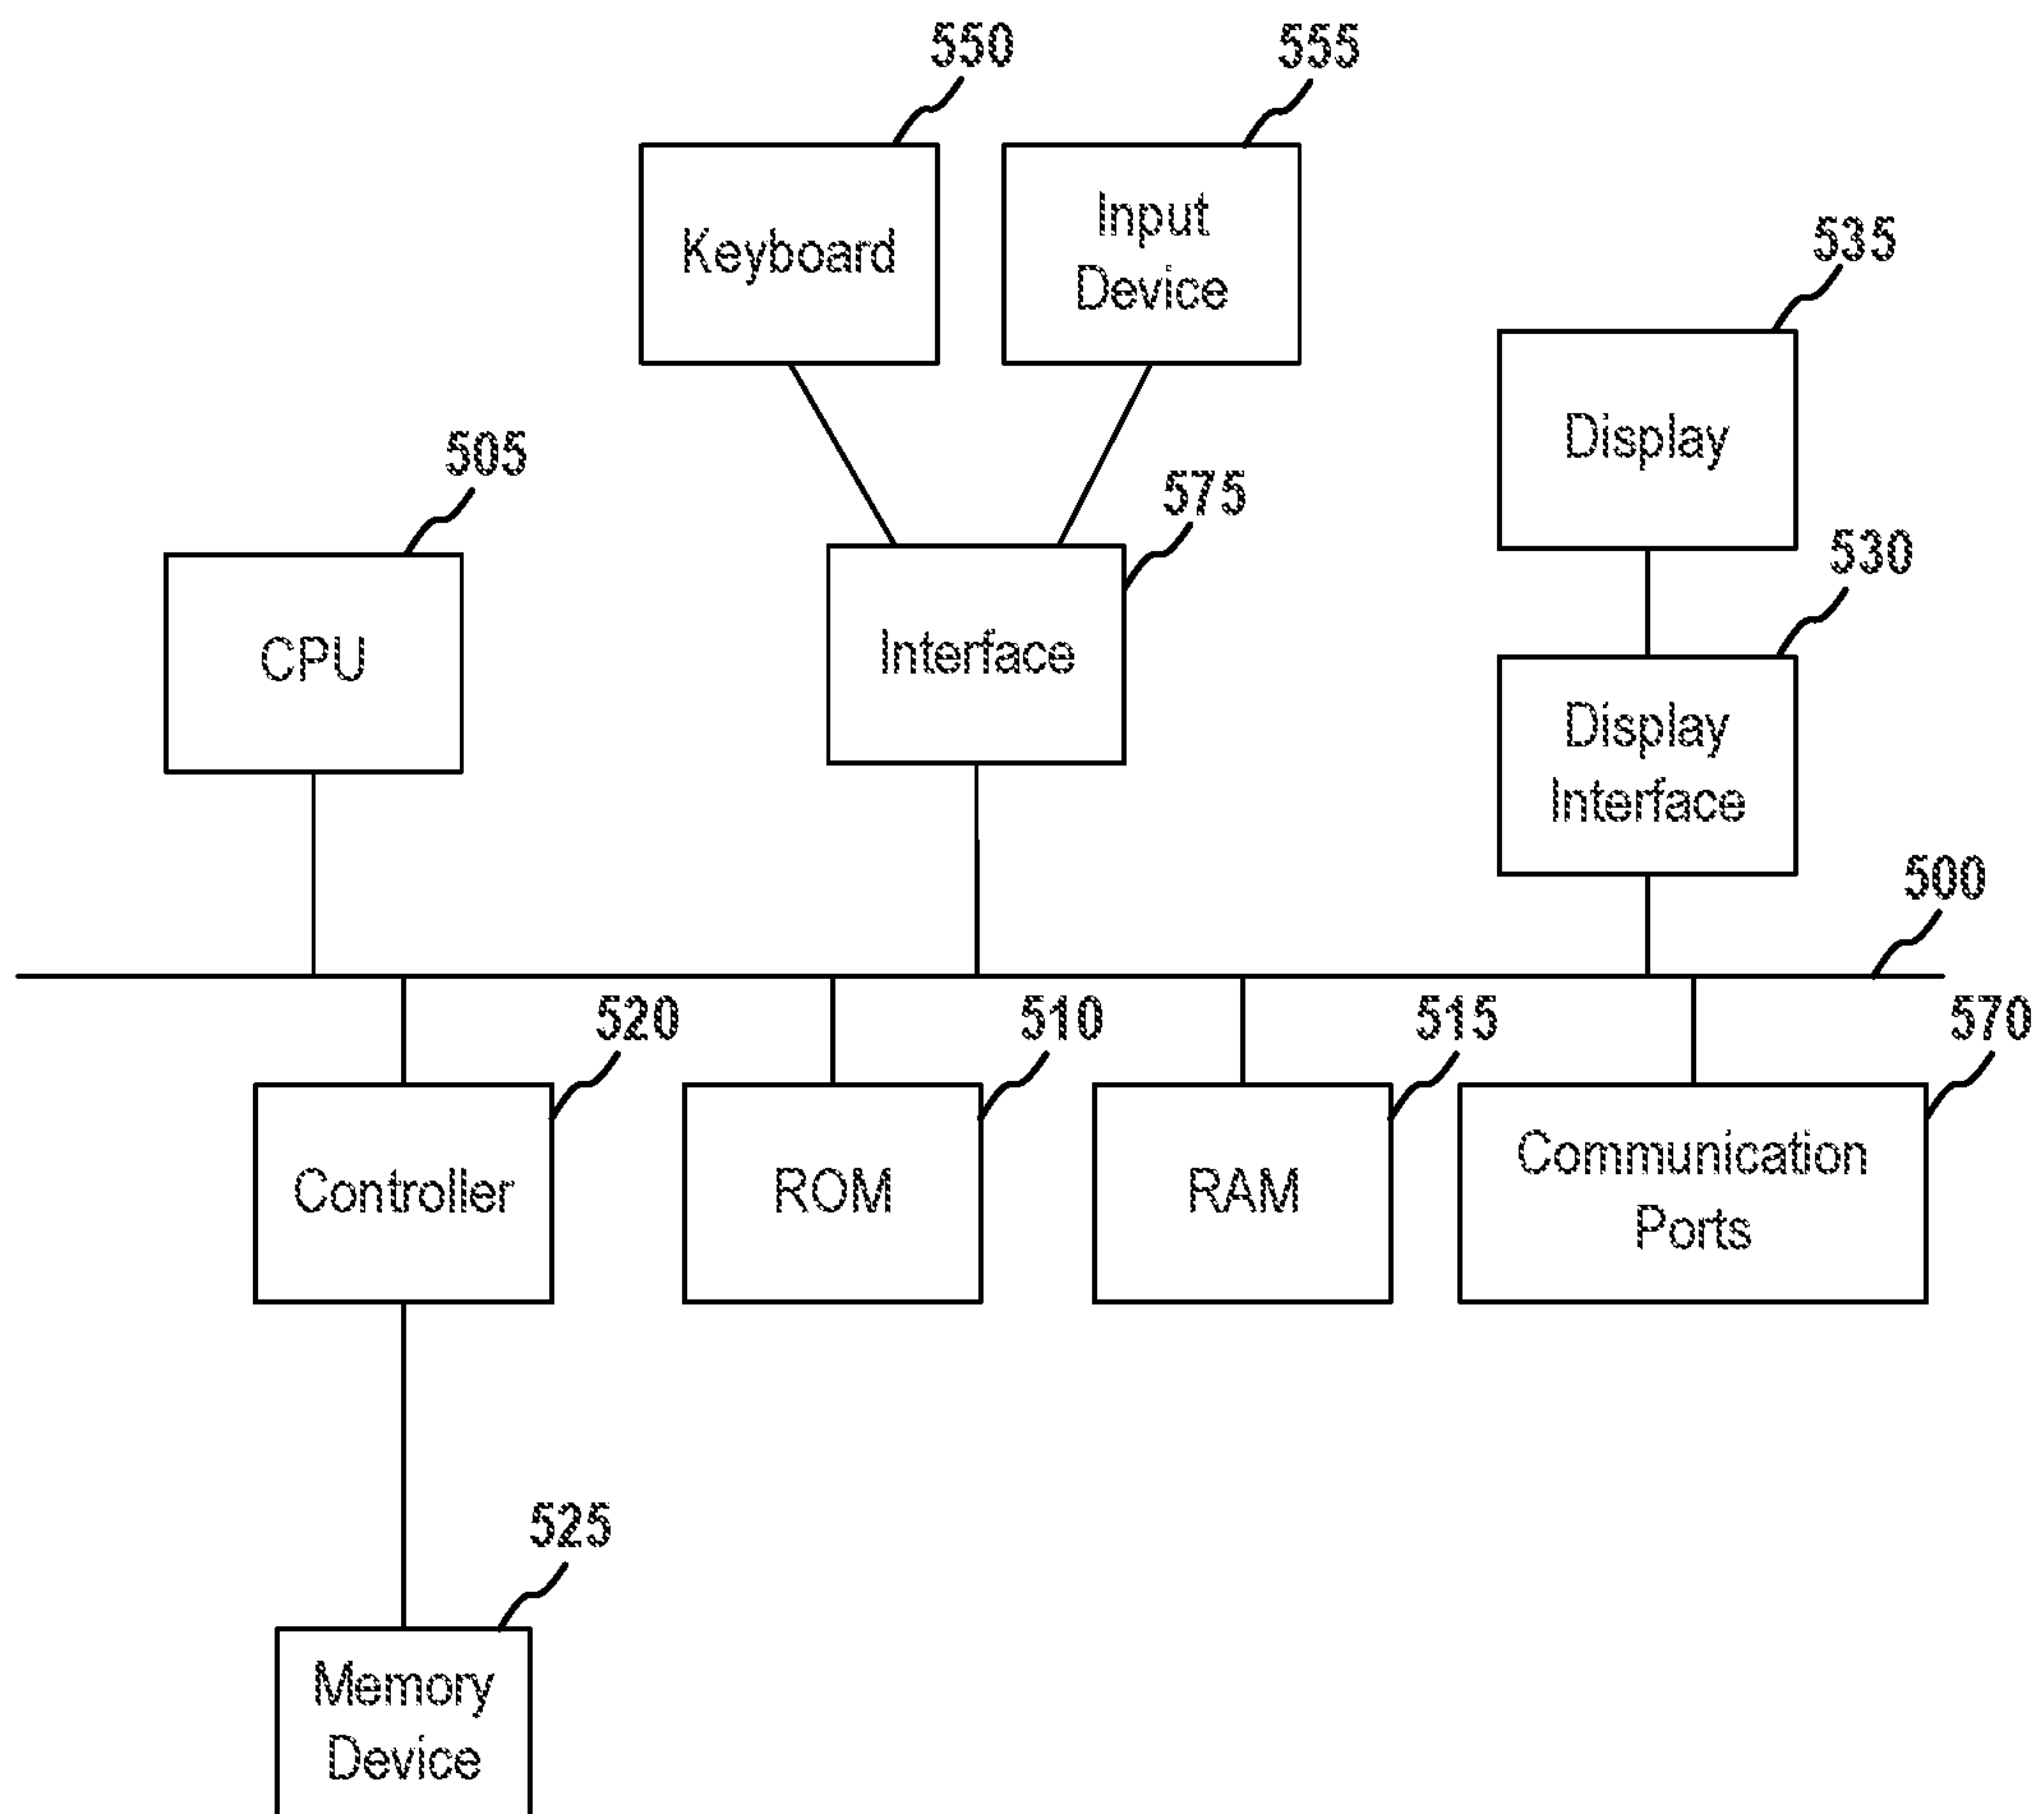 550
555
Keyboard
Input
Device
535
Display
505
575
530
CPU
Interface
Display
Interface
500
520
510
515
570
Controller
ROM
RAM
Communication
Ports
525
Memory
Device